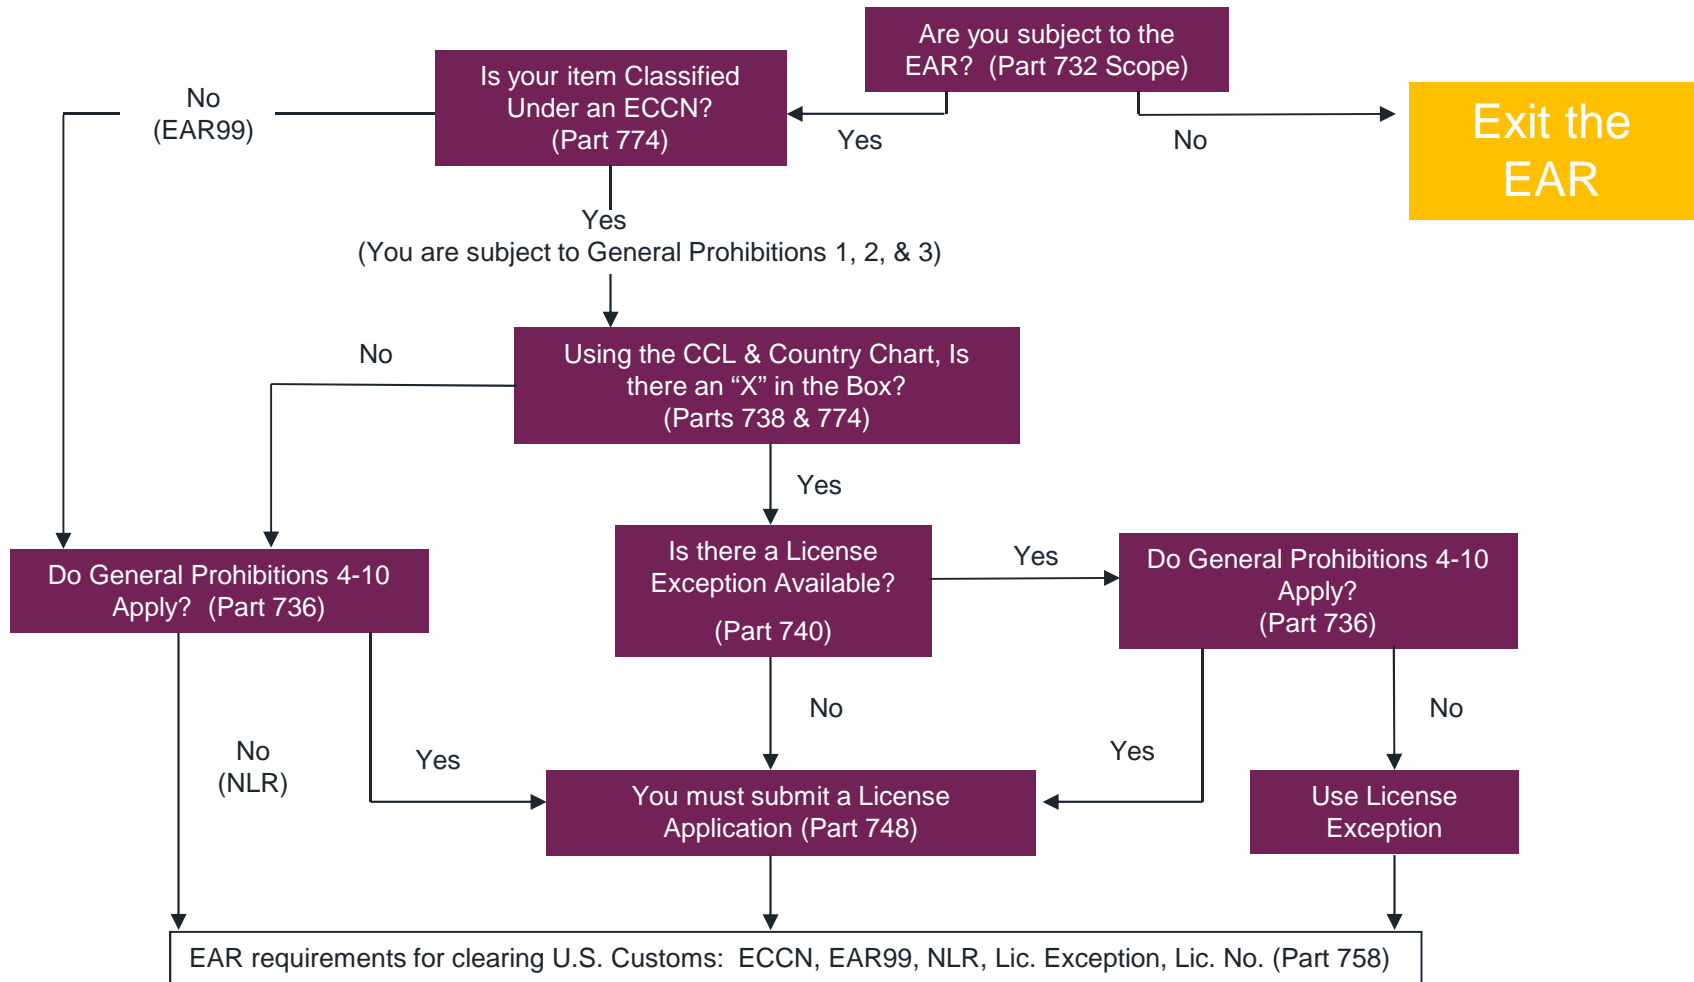 Are you subject to the
EAR?  (Part 732 Scope)
Is your item Classified
Under an ECCN?
(Part 774)
No
(EAR99)
Yes
No
Exit the
EAR
Yes
(You are subject to General Prohibitions 1, 2, & 3)
No
Using the CCL & Country Chart, Is
there an “X” in the Box?
(Parts 738 & 774)
Yes
Do General Prohibitions 4-10
Apply?  (Part 736)
Is there a License
Exception Available?
(Part 740)
Yes
Do General Prohibitions 4-10
Apply?
(Part 736)
No
(NLR)
Yes
No
Yes
No
You must submit a License
Application (Part 748)
Use License
Exception
EAR requirements for clearing U.S. Customs:  ECCN, EAR99, NLR, Lic. Exception, Lic. No. (Part 758)